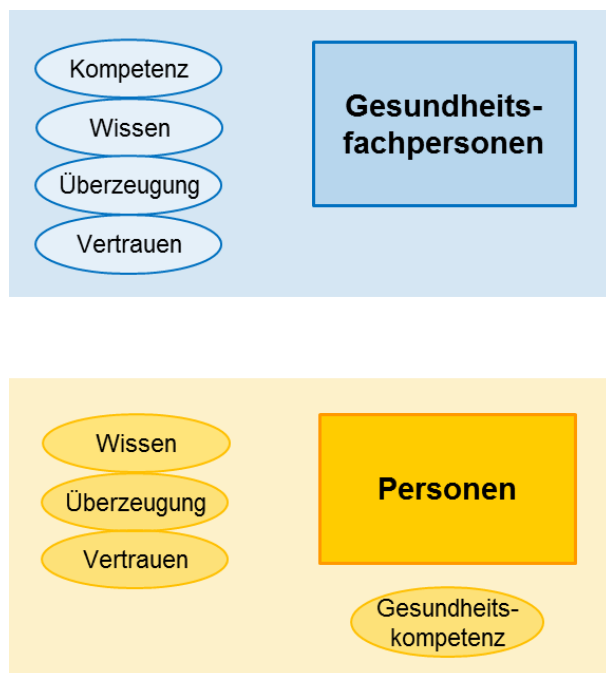 Kompetenz
Wissen
Überzeugung
Vertrauen
Gesundheits-
fachpersonen
Wissen
Überzeugung
Vertrauen
Personen
Gesundheits-
kompetenz